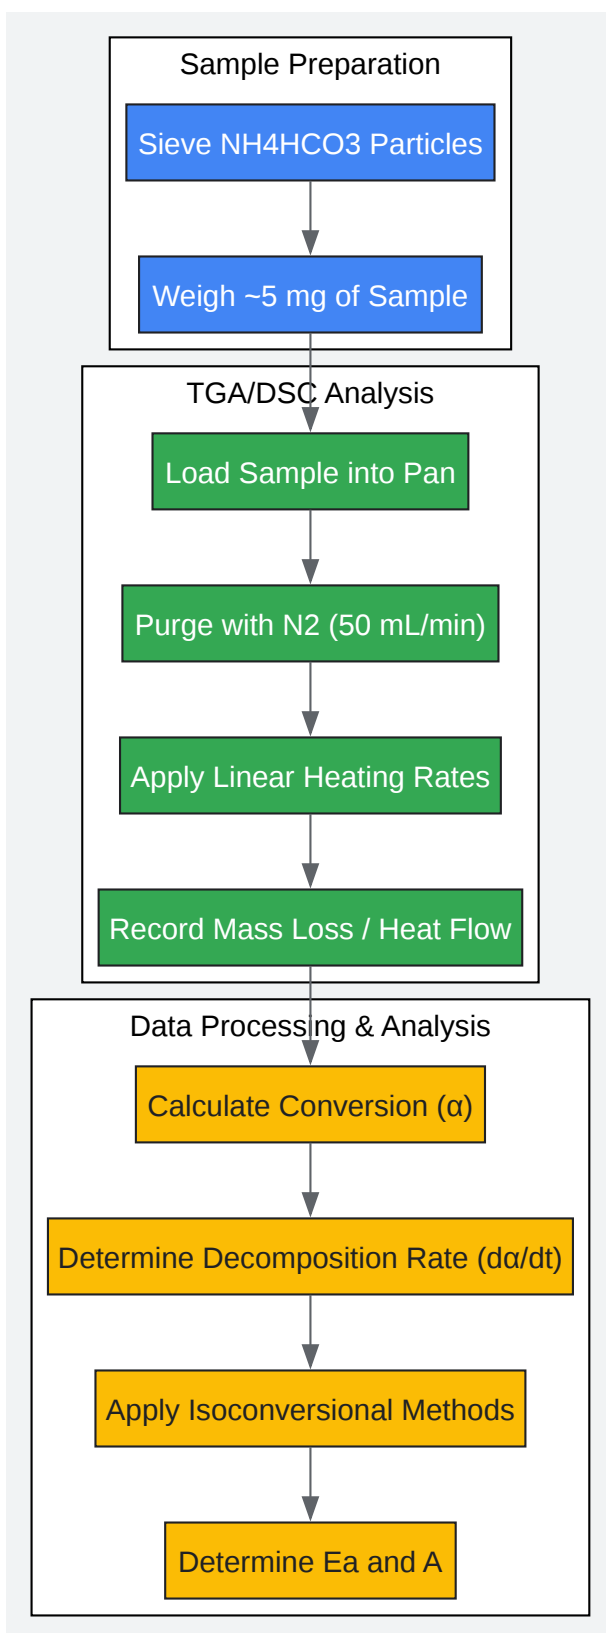 Sample Preparation
Sieve NH4HCO3 Particles
Weigh ~5 mg of Sample
TGA/DSC Analysis
Load Sample into Pan
Purge with N2 (50 mL/min)
Apply Linear Heating Rates
Record Mass Loss / Heat Flow
Data Processing & Analysis
Calculate Conversion (α)
Determine Decomposition Rate (dα/dt)
Apply Isoconversional Methods
Determine Ea and A